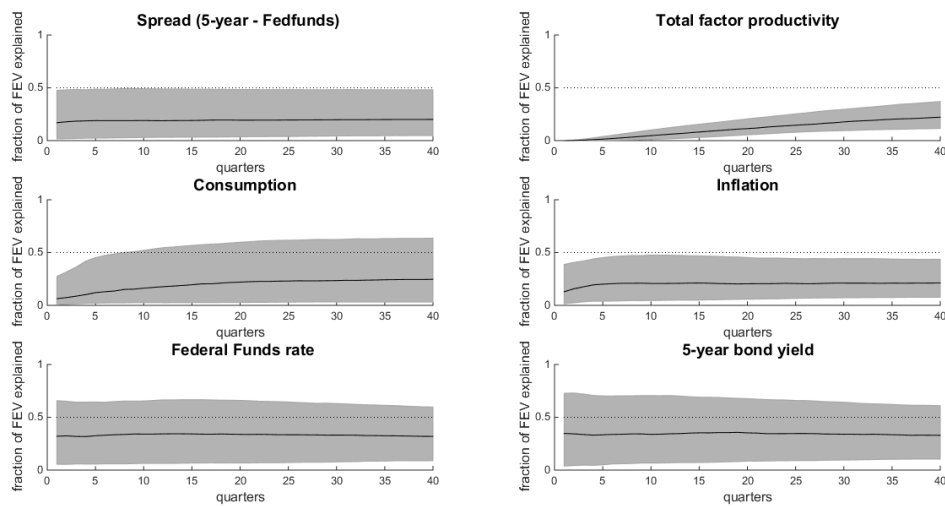 Spread (5-year - Fedfunds)
fraction of FEV explained
1
0.5
0
0 5 10 15 20 25 30 35 40
quarters
Total factor productivity
fraction of FEV explained
1
0.5
0
0 5 10 15 20 25 30 35 40
quarters
Consumption
fraction of FEV explained
1
0.5
0
0 5 10 15 20 25 30 35 40
quarters
Inflation
fraction of FEV explained
1
0.5
0
0 5 10 15 20 25 30 35 40
quarters
Federal Funds rate
fraction of FEV explained
1
0.5
0
0 5 10 15 20 25 30 35 40
quarters
5-year bond yield
fraction of FEV explained
1
0.5
0
0 5 10 15 20 25 30 35 40
quarters